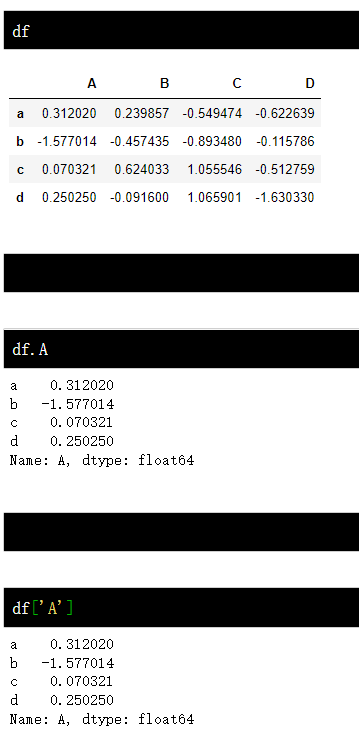 df
A B C D
a 0.312020 0.239857 -0.549474 -0.622639
b -1.577014 -0.457435 -0.893480 -0.115786
c 0.070321 0.624033 1.055546 -0.512759
d 0.250250 -0.091600 1.065901 -1.630330
df.A
a 0.312020
b -1.577014
c 0.070321
d 0.250250
Name: A, dtype: float64
df['A']
a 0.312020
b -1.577014
c 0.070321
d 0.250250
Name: A, dtype: float64